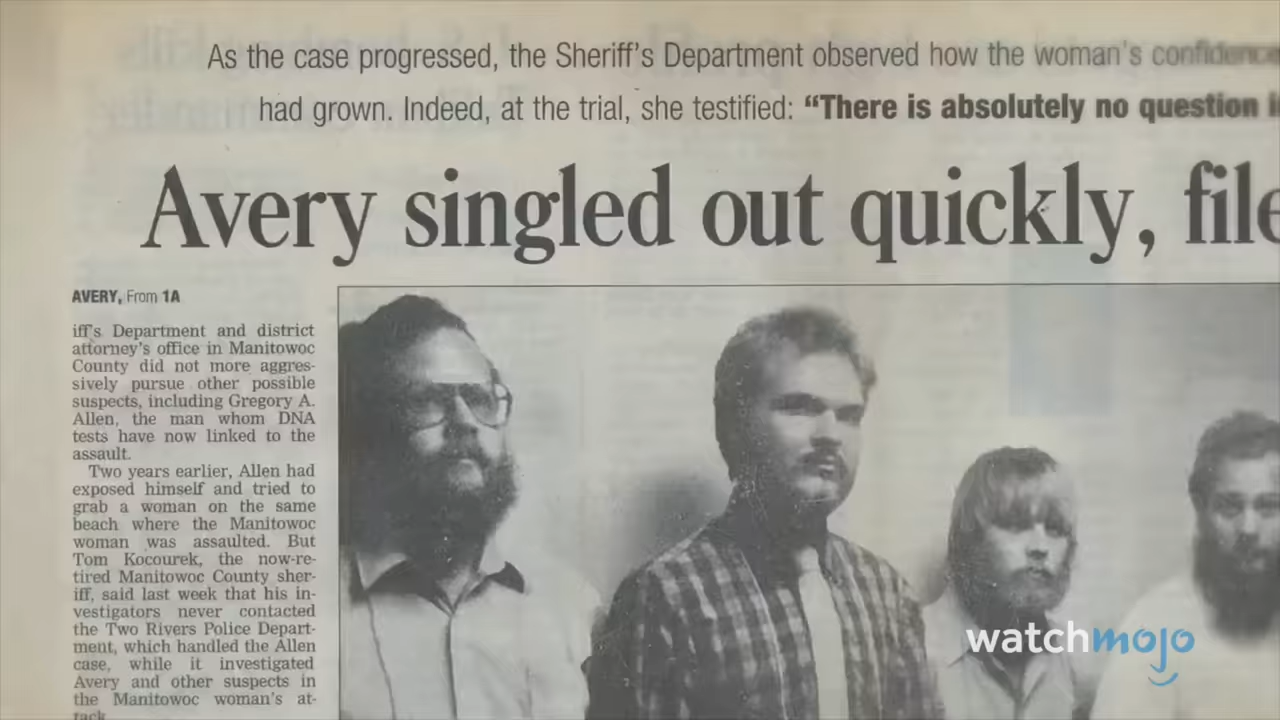 As the case progressed, the Sheriff's Department observed how the woman's confidence
had grown. Indeed, at the trial, she testified: “There is absolutely no question
Avery singled out quickly, file
AVERY, From 1A
iff's Department and district
attorney's office in Manitowoc
County did not more aggres-
sively pursue other possible
suspects, including Gregory A.
Allen, the man whom DNA
tests have now linked to the
assault.
Two years earlier, Allen had
exposed himself and tried to
grab a woman on the same
beach where the Manitowoc
woman was assaulted. But
Tom Kocourek, the now-re-
tired Manitowoc County sher-
iff, said last week that his in-
vestigators never contacted
the Two Rivers Police Depart-
ment, which handled the Allen
case, while it investigated
Avery and other suspects in
the Manitowoc woman's at-
tack.
watchmojo